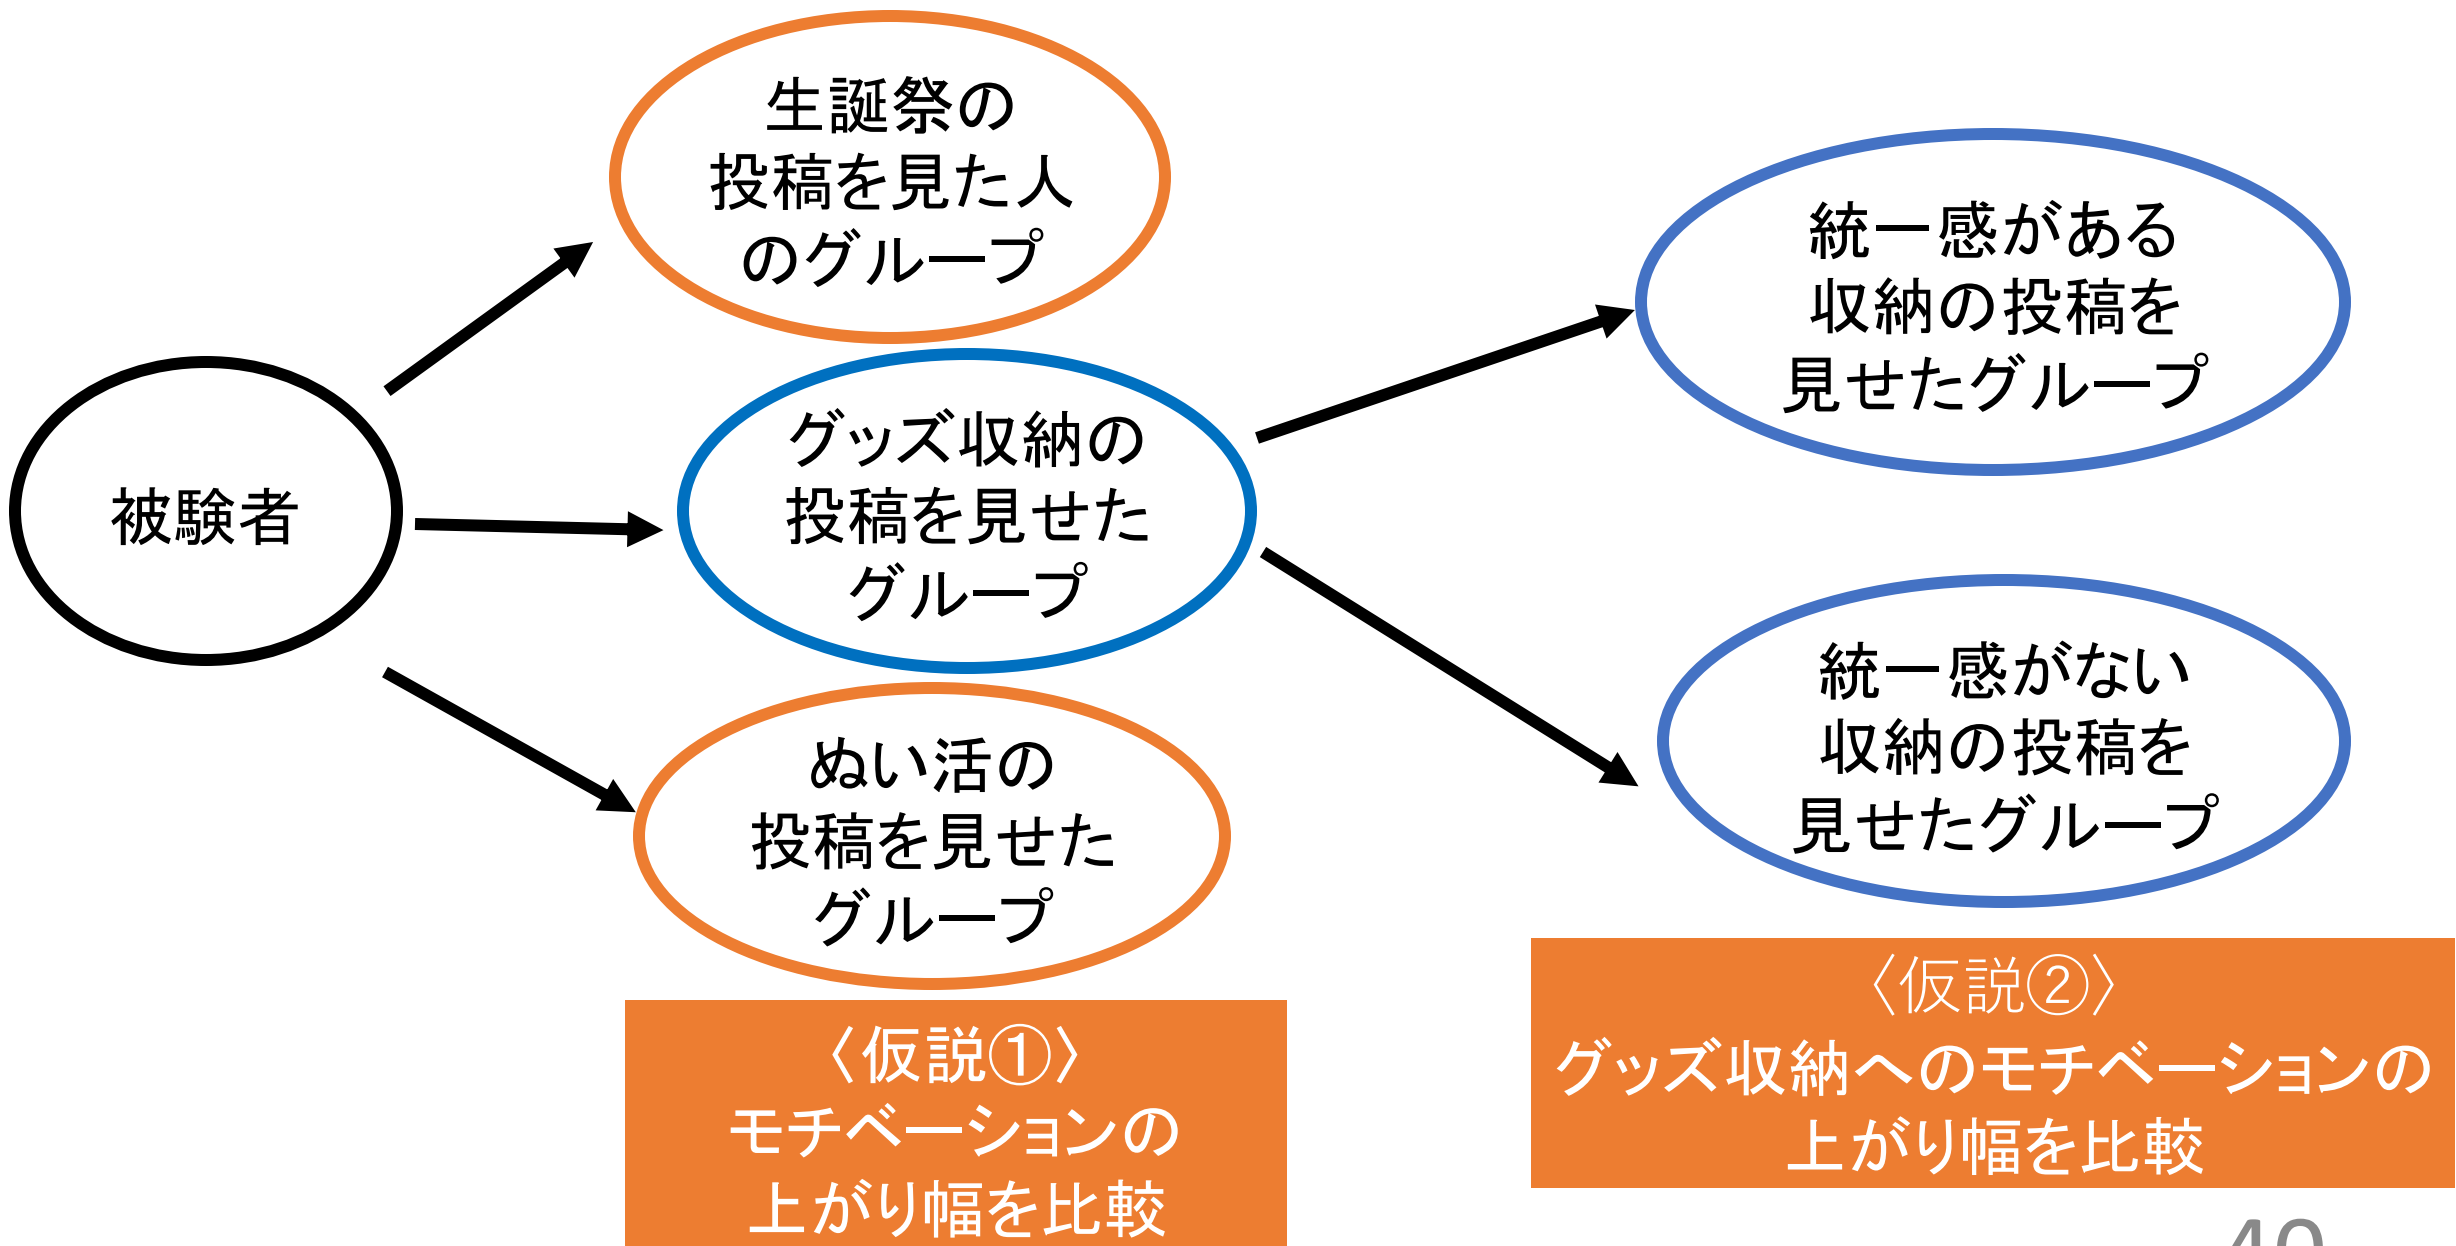 生誕祭の
投稿を見た人
のグループ
被験者
グッズ収納の
投稿を見せた
グループ
ぬい活の
投稿を見せた
グループ
〈仮説①〉
モチベーションの
上がり幅を比較
統一感がある
収納の投稿を
見せたグループ
統一感がない
収納の投稿を
見せたグループ
〈仮説②〉
グッズ収納へのモチベーションの
上がり幅を比較